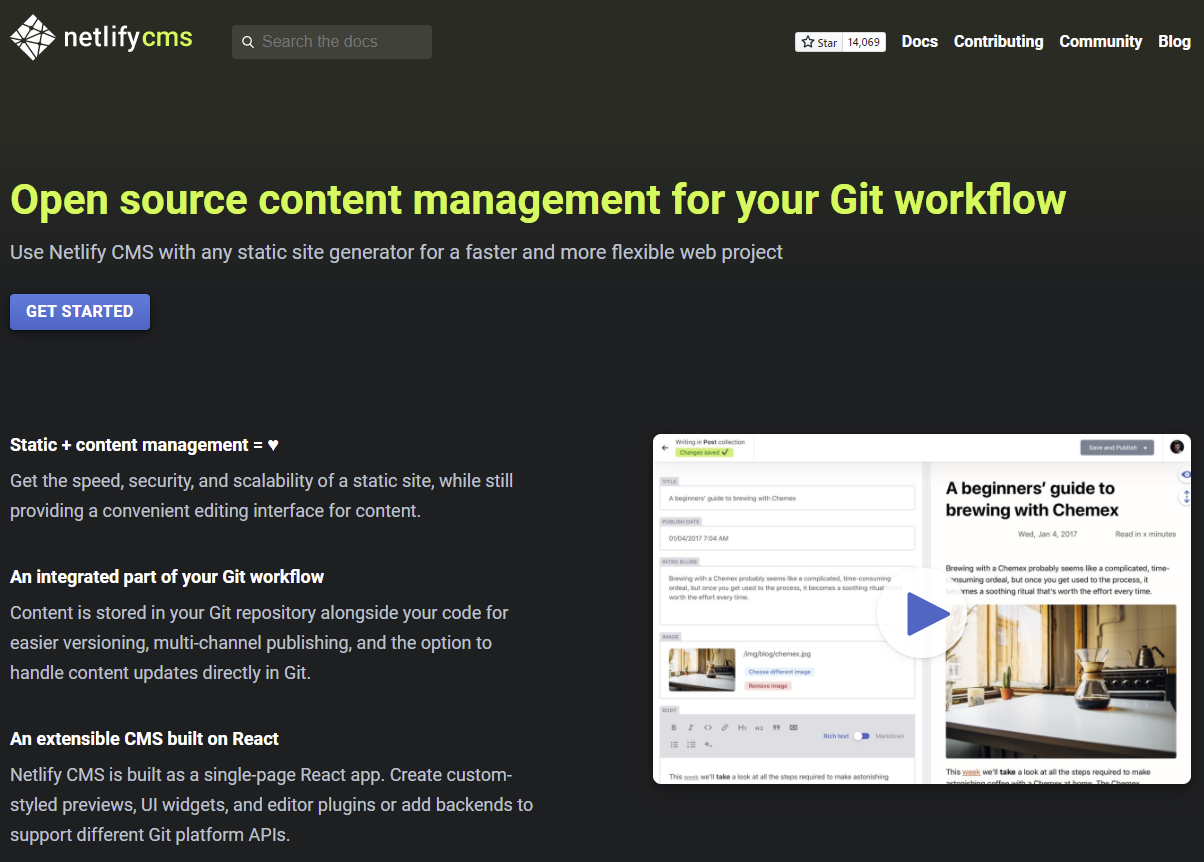 netlifycms
Search the docs
Star 14,069
Docs Contributing Community Blog
Open source content management for your Git workflow
Use Netlify CMS with any static site generator for a faster and more flexible web project
GET STARTED
Static + content management = ♥
Get the speed, security, and scalability of a static site, while still
providing a convenient editing interface for content.
An integrated part of your Git workflow
Content is stored in your Git repository alongside your code for
easier versioning, multi-channel publishing, and the option to
handle content updates directly in Git.
An extensible CMS built on React
Netlify CMS is built as a single-page React app. Create custom-
styled previews, UI widgets, and editor plugins or add backends to
support different Git platform APIs.
Writing in Post collection
Changes saved ✓
Save and Publish
TITLE
A beginners' guide to brewing with Chemex
PUBLISH DATE
01/04/2017 7:04 AM
INTRO BLURB
Brewing with a Chemex probably seems like a complicated, time-consuming
ordeal, but once you get used to the process, it becomes a soothing ritual that's
worth the effort every time.
IMAGE
/img/blog/chemex.jpg
Choose different image
Remove image
BODY
B I <> H1 H2
Rich text Markdown
This week we'll take a look at all the steps required to make astonishing
A beginners' guide to
brewing with Chemex
Wed, Jan 4, 2017 Read in x minutes
Brewing with a Chemex probably seems like a complicated, time-
consuming ordeal, but once you get used to the process, it
becomes a soothing ritual that's worth the effort every time.
This week we'll take a look at all the steps required to make
astonishing coffee with a Chemex at home. The Chemex